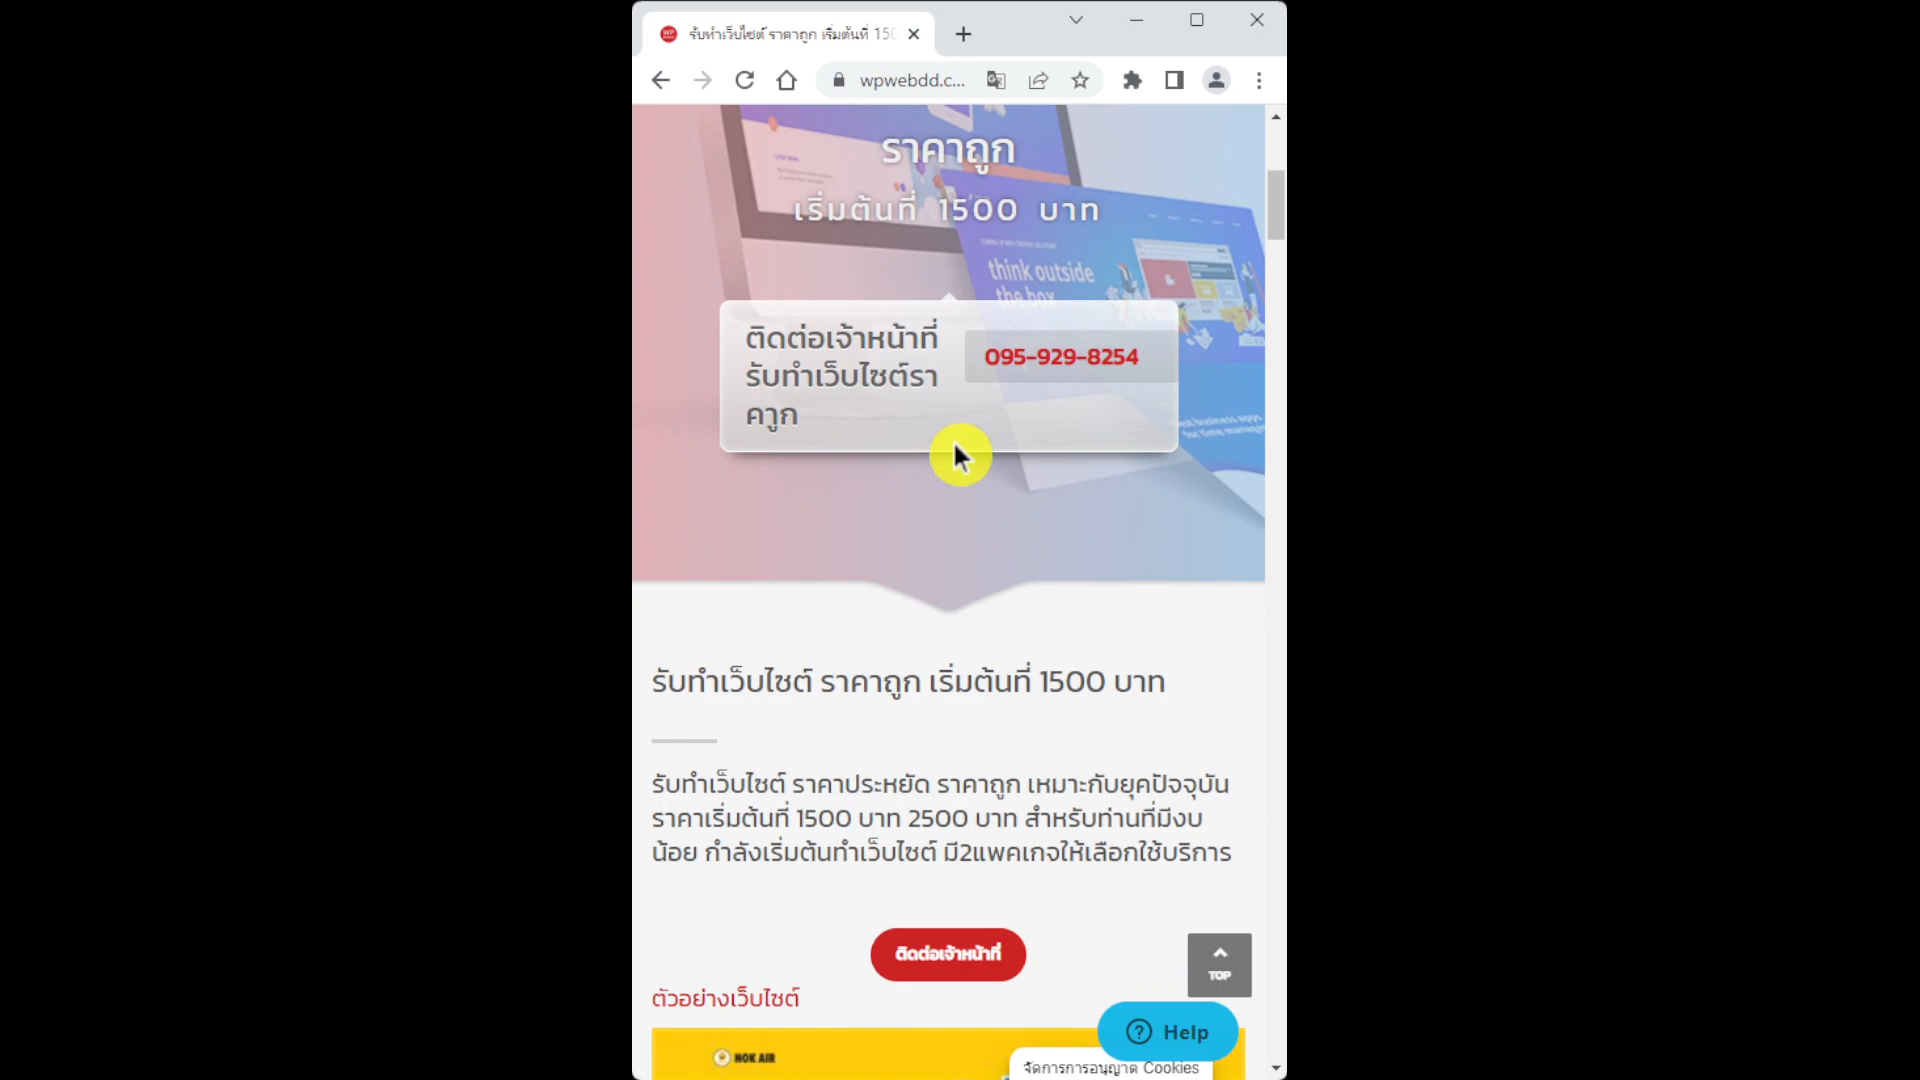 รับทำเว็บไซต์ ราคาถูก เริ่มต้นที่ 150
wpwebdd.c...
ราคาถูก
เริ่มต้นที่ 1500 บาท
think outside
the box
ติดต่อเจ้าหน้าที่
รับทำเว็บไซต์รา
คาูก
095-929-8254
best business apps
for time manag
รับทำเว็บไซต์ ราคาถูก เริ่มต้นที่ 1500 บาท
รับทำเว็บไซต์ ราคาประหยัด ราคาถูก เหมาะกับยุคปัจจุบัน
ราคาเริ่มต้นที่ 1500 บาท 2500 บาท สำหรับท่านที่มีงบ
น้อย กำลังเริ่มต้นทำเว็บไซต์ มี2แพคเกจให้เลือกใช้บริการ
ติดต่อเจ้าหน้าที่
TOP
ตัวอย่างเว็บไซต์
Help
NOK AIR
จัดการการอนุญาต Cookies